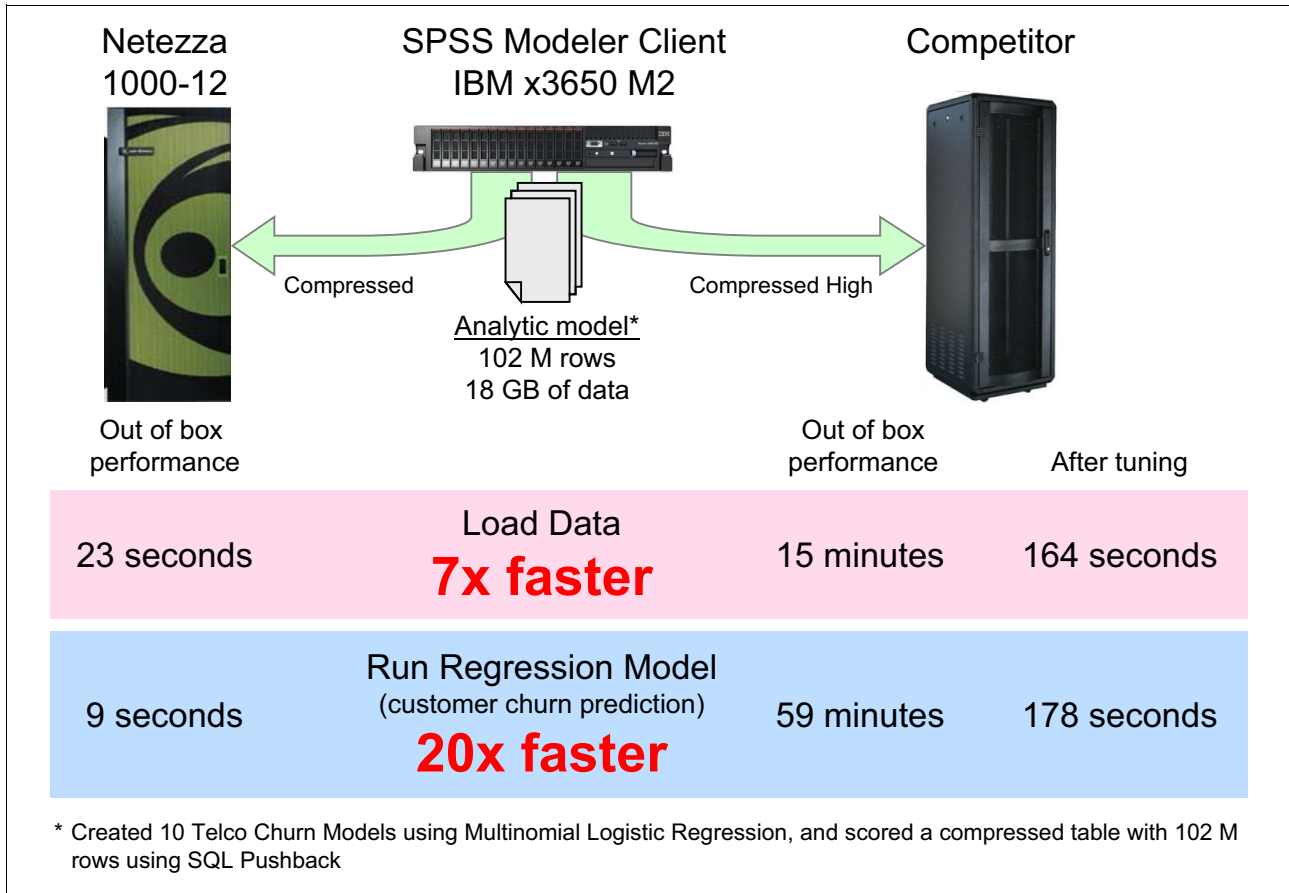 Netezza
1000-12
SPSS Modeler Client
IBM x3650 M2
Competitor
Compressed
Compressed High
Analytic model*
102 M rows
18 GB of data
Out of box
performance
Out of box
performance
After tuning
23 seconds
Load Data
7x faster
15 minutes
164 seconds
9 seconds
Run Regression Model
(customer churn prediction)
20x faster
59 minutes
178 seconds
* Created 10 Telco Churn Models using Multinomial Logistic Regression, and scored a compressed table with 102 M
rows using SQL Pushback